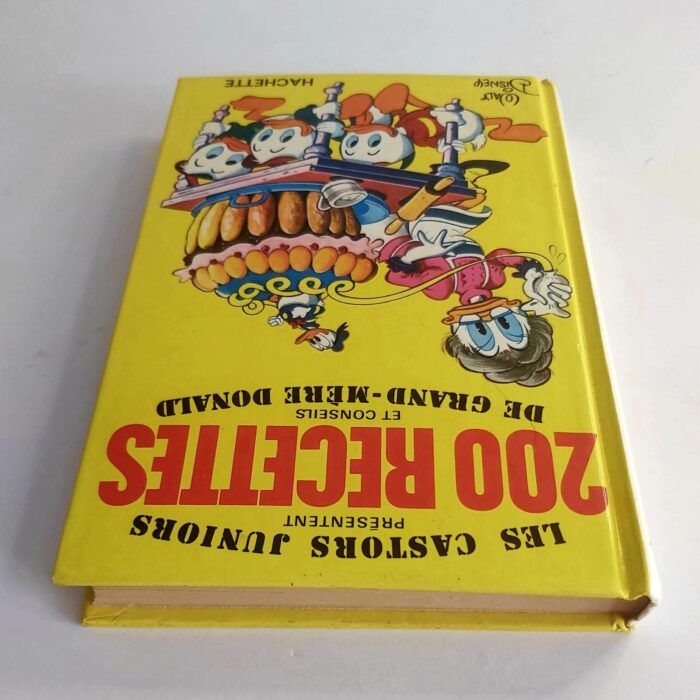 LES CASTORS JUNIORS
PRÉSENTENT
200 RECETTES
ET CONSEILS
DE GRAND-MÈRE DONALD
WALT
DISNEY
HACHETTE